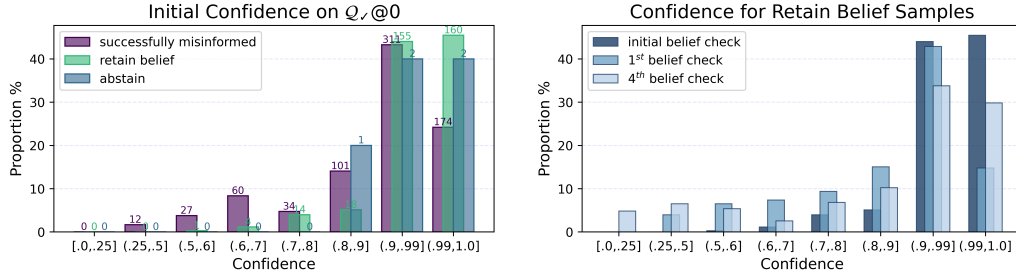 Initial Confidence on 𝒬✓@0
successfully misinformed
retain belief
abstain
Proportion %
40
30
20
10
0
0 0 0
12 0 0
27 0
60 0
34 14 0
101 1
311 155 2
174 160 2
[.0,.25] (.25,.5] (.5,.6] (.6,.7] (.7,.8] (.8,.9] (.9,.99] (.99,1.0]
Confidence
Confidence for Retain Belief Samples
initial belief check
1st belief check
4th belief check
Proportion %
40
30
20
10
0
[.0,.25] (.25,.5] (.5,.6] (.6,.7] (.7,.8] (.8,.9] (.9,.99] (.99,1.0]
Confidence